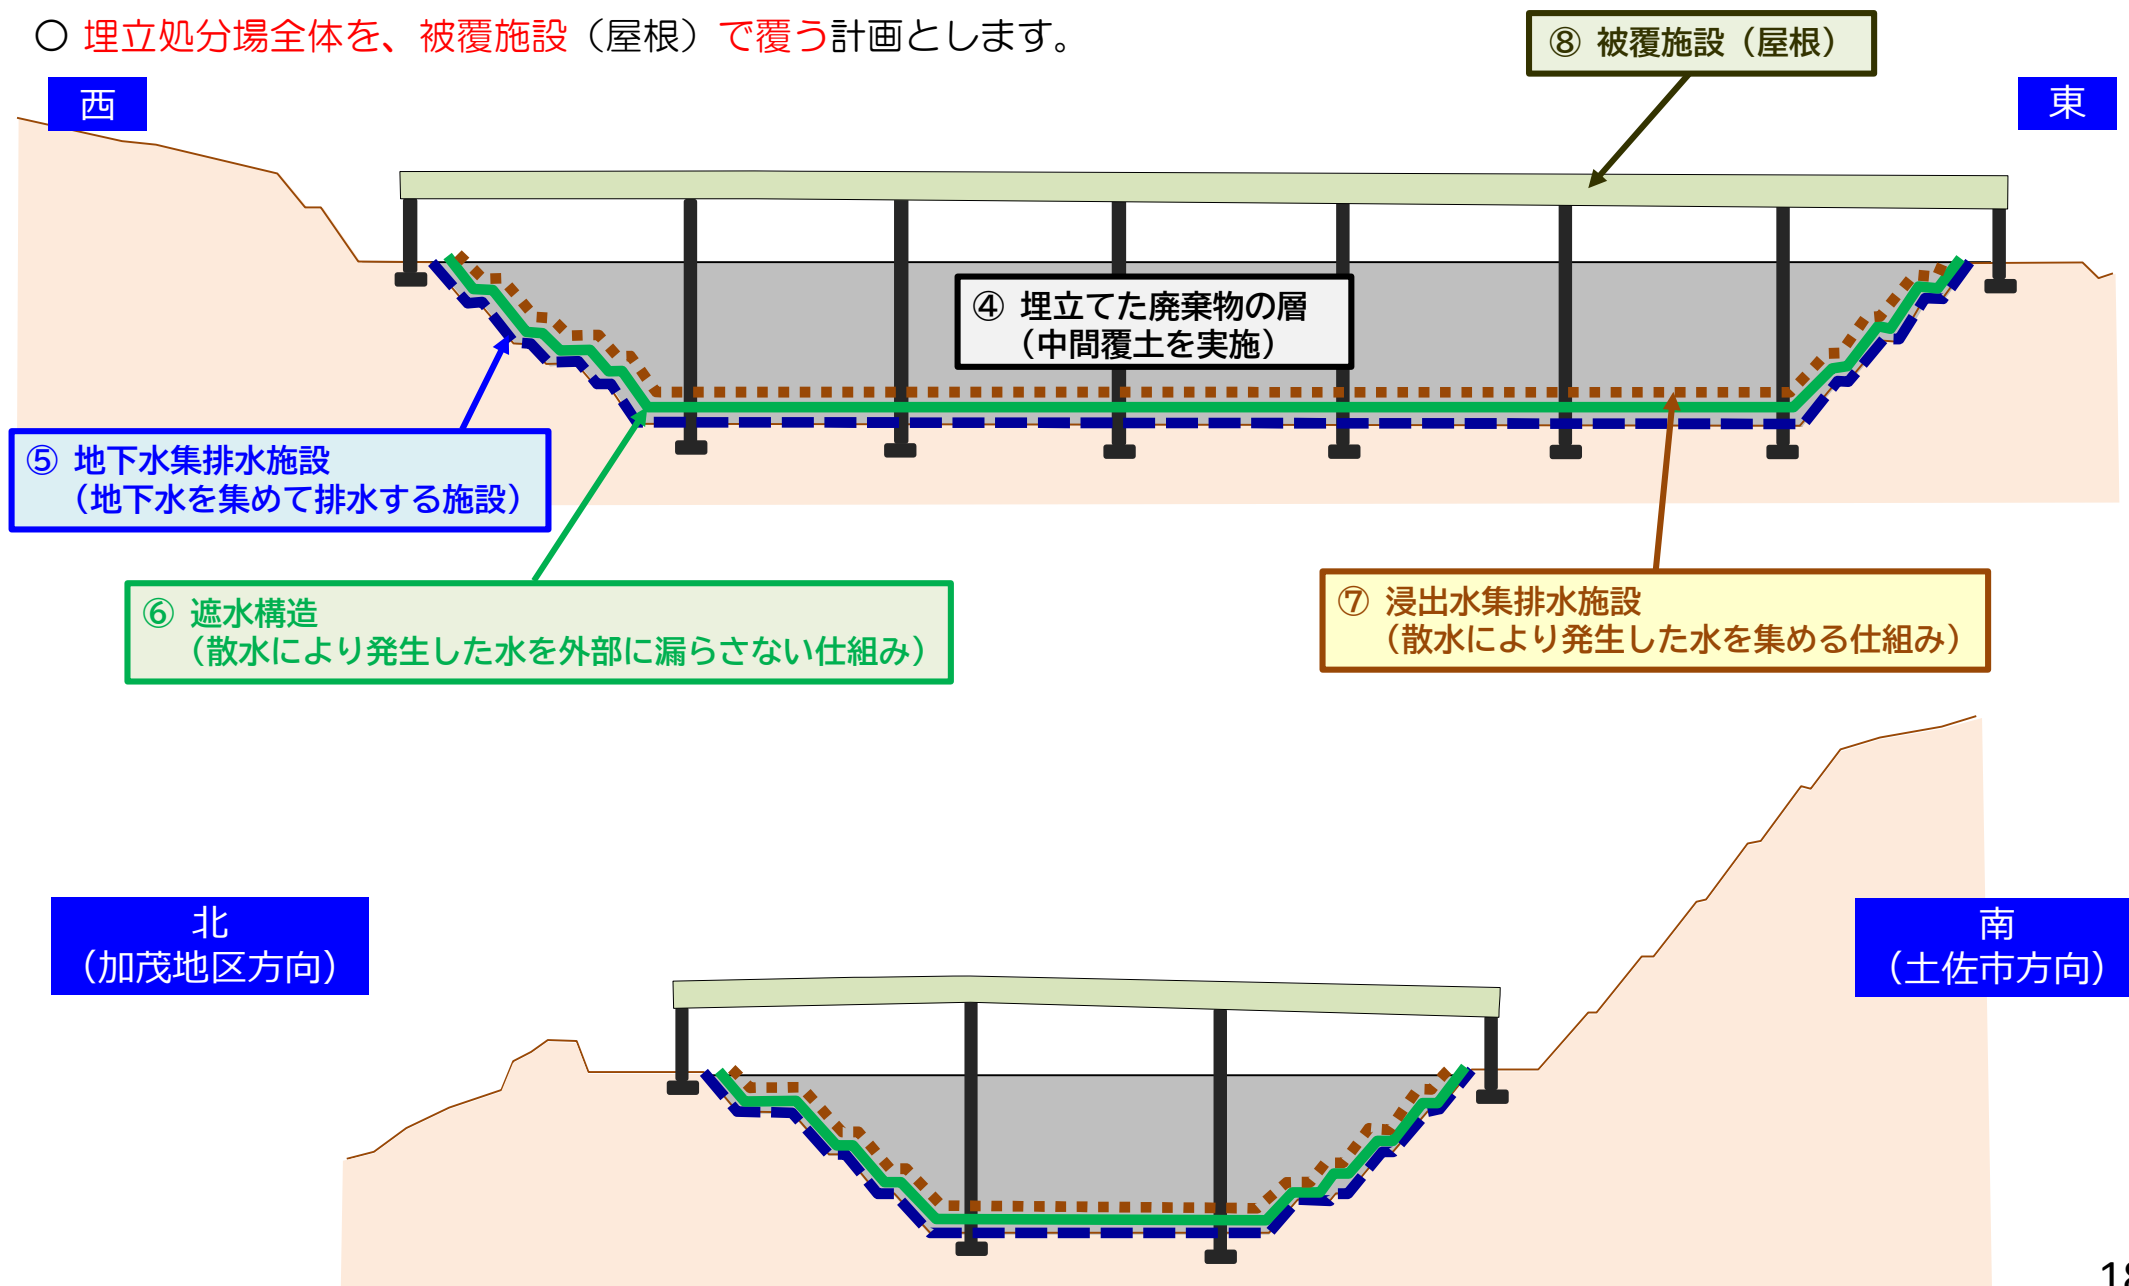 ○ 埋立処分場全体を、被覆施設（屋根）で覆う計画とします。
⑧ 被覆施設（屋根）
西
東
④ 埋立てた廃棄物の層
（中間覆土を実施）
⑤ 地下水集排水施設
（地下水を集めて排水する施設）
⑥ 遮水構造
（散水により発生した水を外部に漏らさない仕組み）
⑦ 浸出水集排水施設
（散水により発生した水を集める仕組み）
北
（加茂地区方向）
南
（土佐市方向）
18